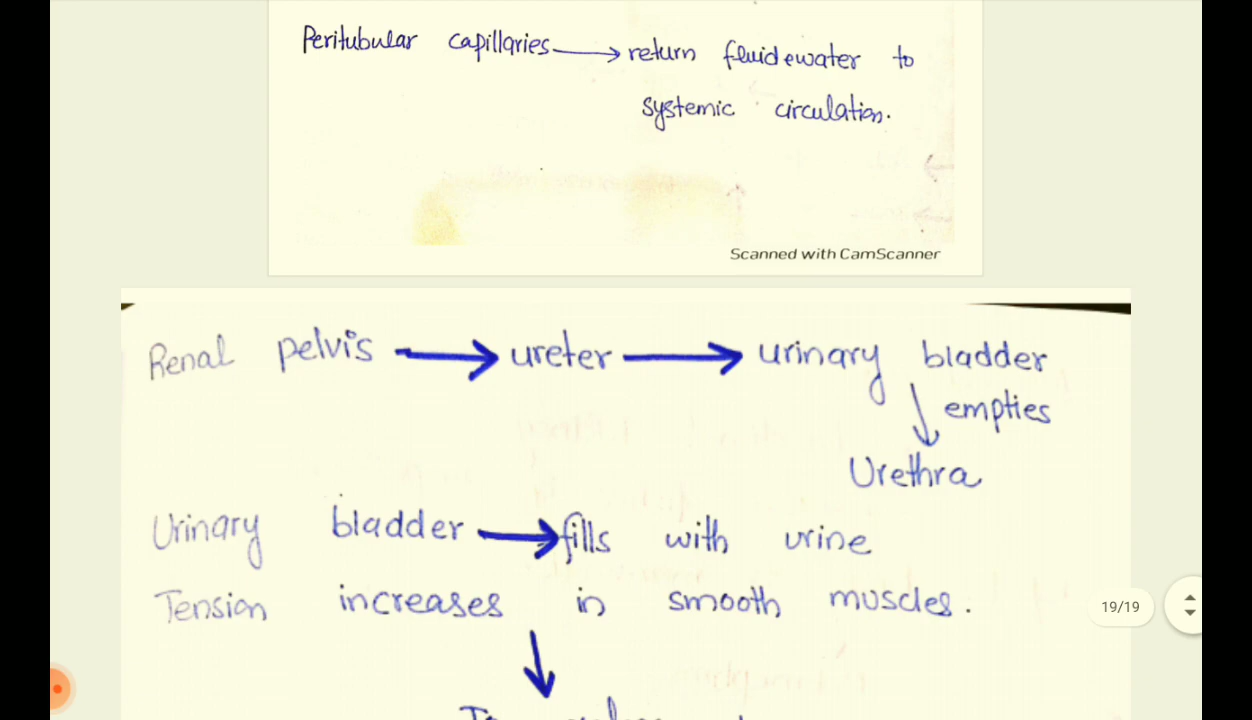 Peritubular capillaries → return fluid e water to
systemic circulation.
Scanned with CamScanner
Renal pelvis → ureter → urinary bladder
↓ empties
Urethra
Urinary bladder → fills with urine
Tension increases in smooth muscles.
19/19
↓